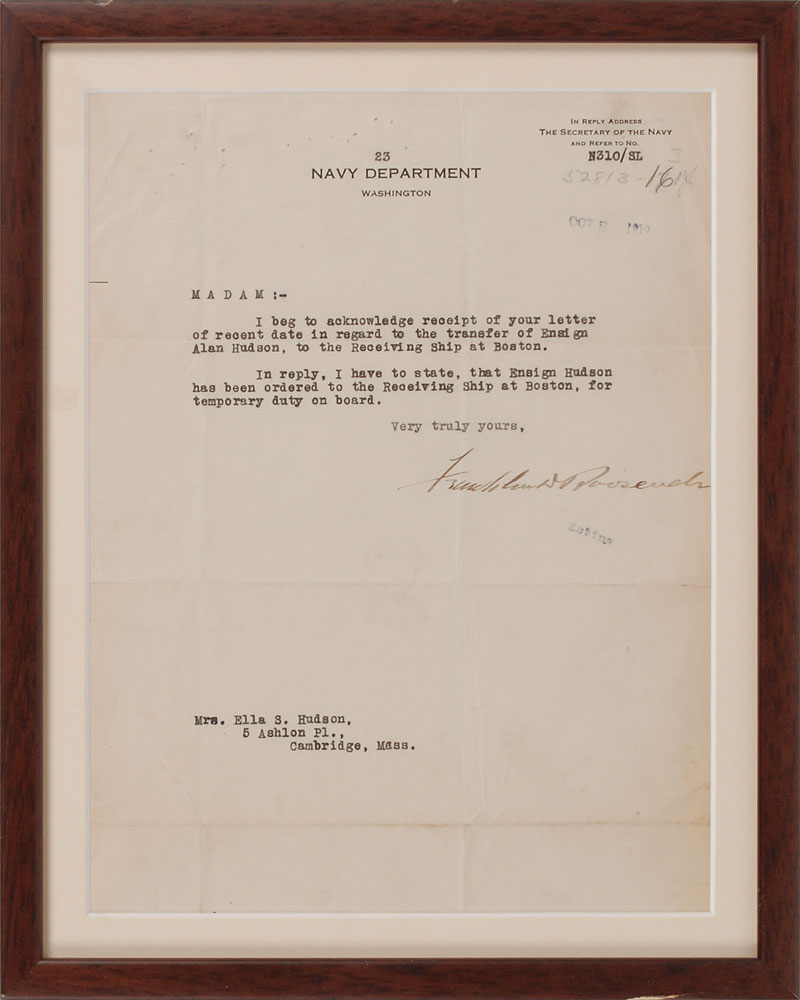 IN REPLY ADDRESS
THE SECRETARY OF THE NAVY
AND REFER TO NO.
N310/SL
23
NAVY DEPARTMENT
WASHINGTON
52813-1618
OCT 1918
M A D A M :-
I beg to acknowledge receipt of your letter
of recent date in regard to the transfer of Ensign
Alan Hudson, to the Receiving Ship at Boston.
In reply, I have to state, that Ensign Hudson
has been ordered to the Receiving Ship at Boston, for
temporary duty on board.
Very truly yours,
Franklin D Roosevelt
Acting
Mrs. Ella S. Hudson,
5 Ashlon Pl.,
Cambridge, Mass.